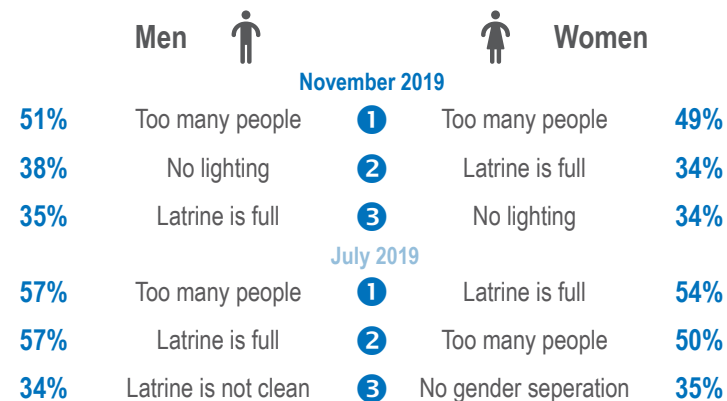 Men Women
November 2019
51% Too many people 1 Too many people 49%
38% No lighting 2 Latrine is full 34%
35% Latrine is full 3 No lighting 34%
July 2019
57% Too many people 1 Latrine is full 54%
57% Latrine is full 2 Too many people 50%
34% Latrine is not clean 3 No gender seperation 35%